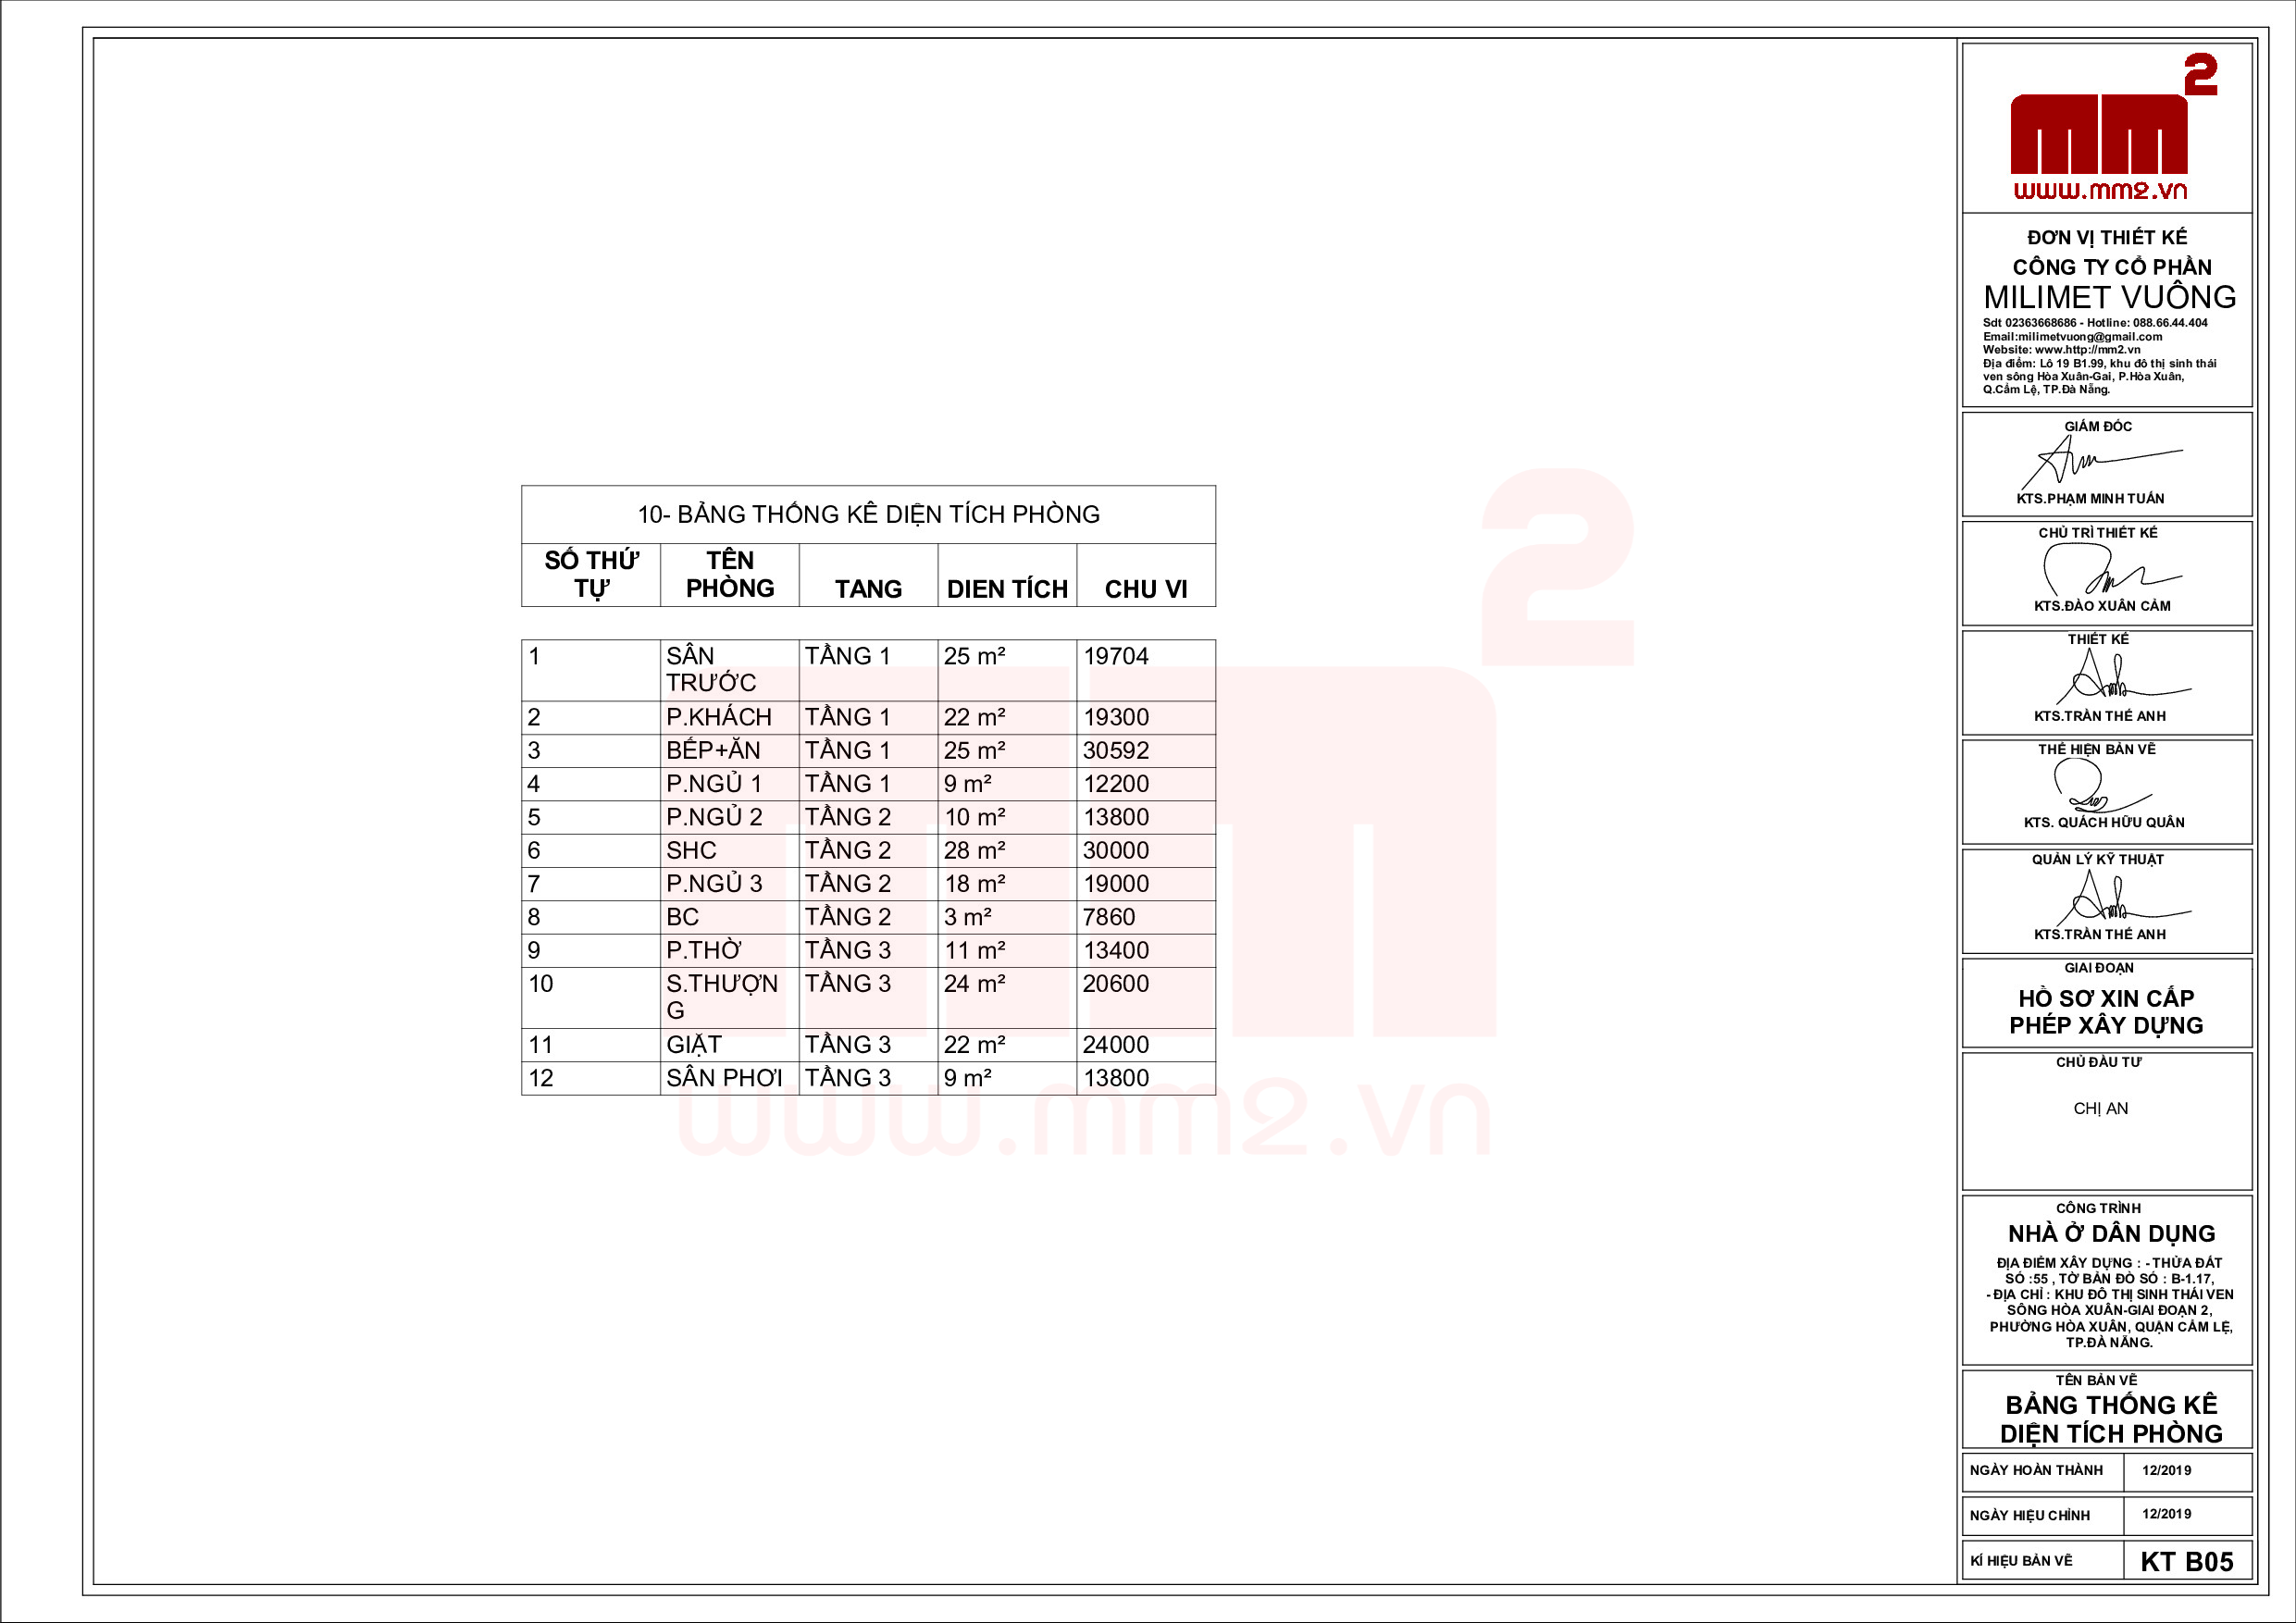 10- BẢNG THỐNG KÊ DIỆN TÍCH PHÒNG
SỐ THỨ TỰ TÊN PHÒNG TANG DIEN TÍCH CHU VI
1 SÂN TRƯỚC TẦNG 1 25 m² 19704
2 P.KHÁCH TẦNG 1 22 m² 19300
3 BẾP+ĂN TẦNG 1 25 m² 30592
4 P.NGỦ 1 TẦNG 1 9 m² 12200
5 P.NGỦ 2 TẦNG 2 10 m² 13800
6 SHC TẦNG 2 28 m² 30000
7 P.NGỦ 3 TẦNG 2 18 m² 19000
8 BC TẦNG 2 3 m² 7860
9 P.THỜ TẦNG 3 11 m² 13400
10 S.THƯỢNG TẦNG 3 24 m² 20600
11 GIẶT TẦNG 3 22 m² 24000
12 SÂN PHƠI TẦNG 3 9 m² 13800
mm2
www.mm2.vn
mm2
www.mm2.vn
ĐƠN VỊ THIẾT KẾ
CÔNG TY CỔ PHẦN
MILIMET VUÔNG
Sdt 02363668686 - Hotline: 088.66.44.404
Email:milimetvuong@gmail.com
Website: www.http://mm2.vn
Địa điểm: Lô 19 B1.99, khu đô thị sinh thái
ven sông Hòa Xuân-Gai, P.Hòa Xuân,
Q.Cẩm Lệ, TP.Đà Nẵng.
GIÁM ĐỐC
KTS.PHẠM MINH TUẤN
CHỦ TRÌ THIẾT KẾ
KTS.ĐÀO XUÂN CẢM
THIẾT KẾ
KTS.TRẦN THẾ ANH
THỂ HIỆN BẢN VẼ
KTS. QUÁCH HỮU QUÂN
QUẢN LÝ KỸ THUẬT
KTS.TRẦN THẾ ANH
GIAI ĐOẠN
HỒ SƠ XIN CẤP
PHÉP XÂY DỰNG
CHỦ ĐẦU TƯ
CHỊ AN
CÔNG TRÌNH
NHÀ Ở DÂN DỤNG
ĐỊA ĐIỂM XÂY DỰNG : - THỬA ĐẤT
SỐ :55 , TỜ BẢN ĐỒ SỐ : B-1.17,
- ĐỊA CHỈ : KHU ĐÔ THỊ SINH THÁI VEN
SÔNG HÒA XUÂN-GIAI ĐOẠN 2,
PHƯỜNG HÒA XUÂN, QUẬN CẨM LỆ,
TP.ĐÀ NẴNG.
TÊN BẢN VẼ
BẢNG THỐNG KÊ
DIỆN TÍCH PHÒNG
NGÀY HOÀN THÀNH 12/2019
NGÀY HIỆU CHỈNH 12/2019
KÍ HIỆU BẢN VẼ KT B05